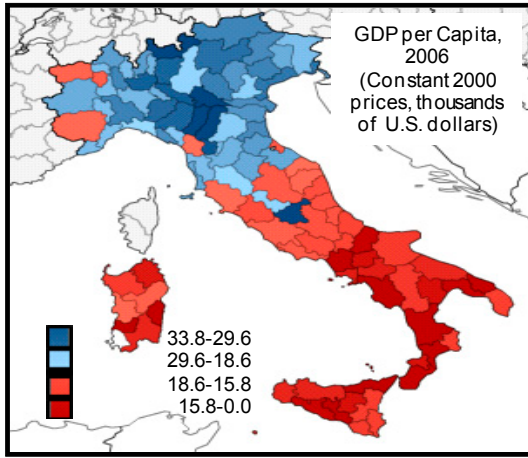 GDP per Capita,
2006
(Constant 2000
prices, thousands
of U.S. dollars)
33.8-29.6
29.6-18.6
18.6-15.8
15.8-0.0